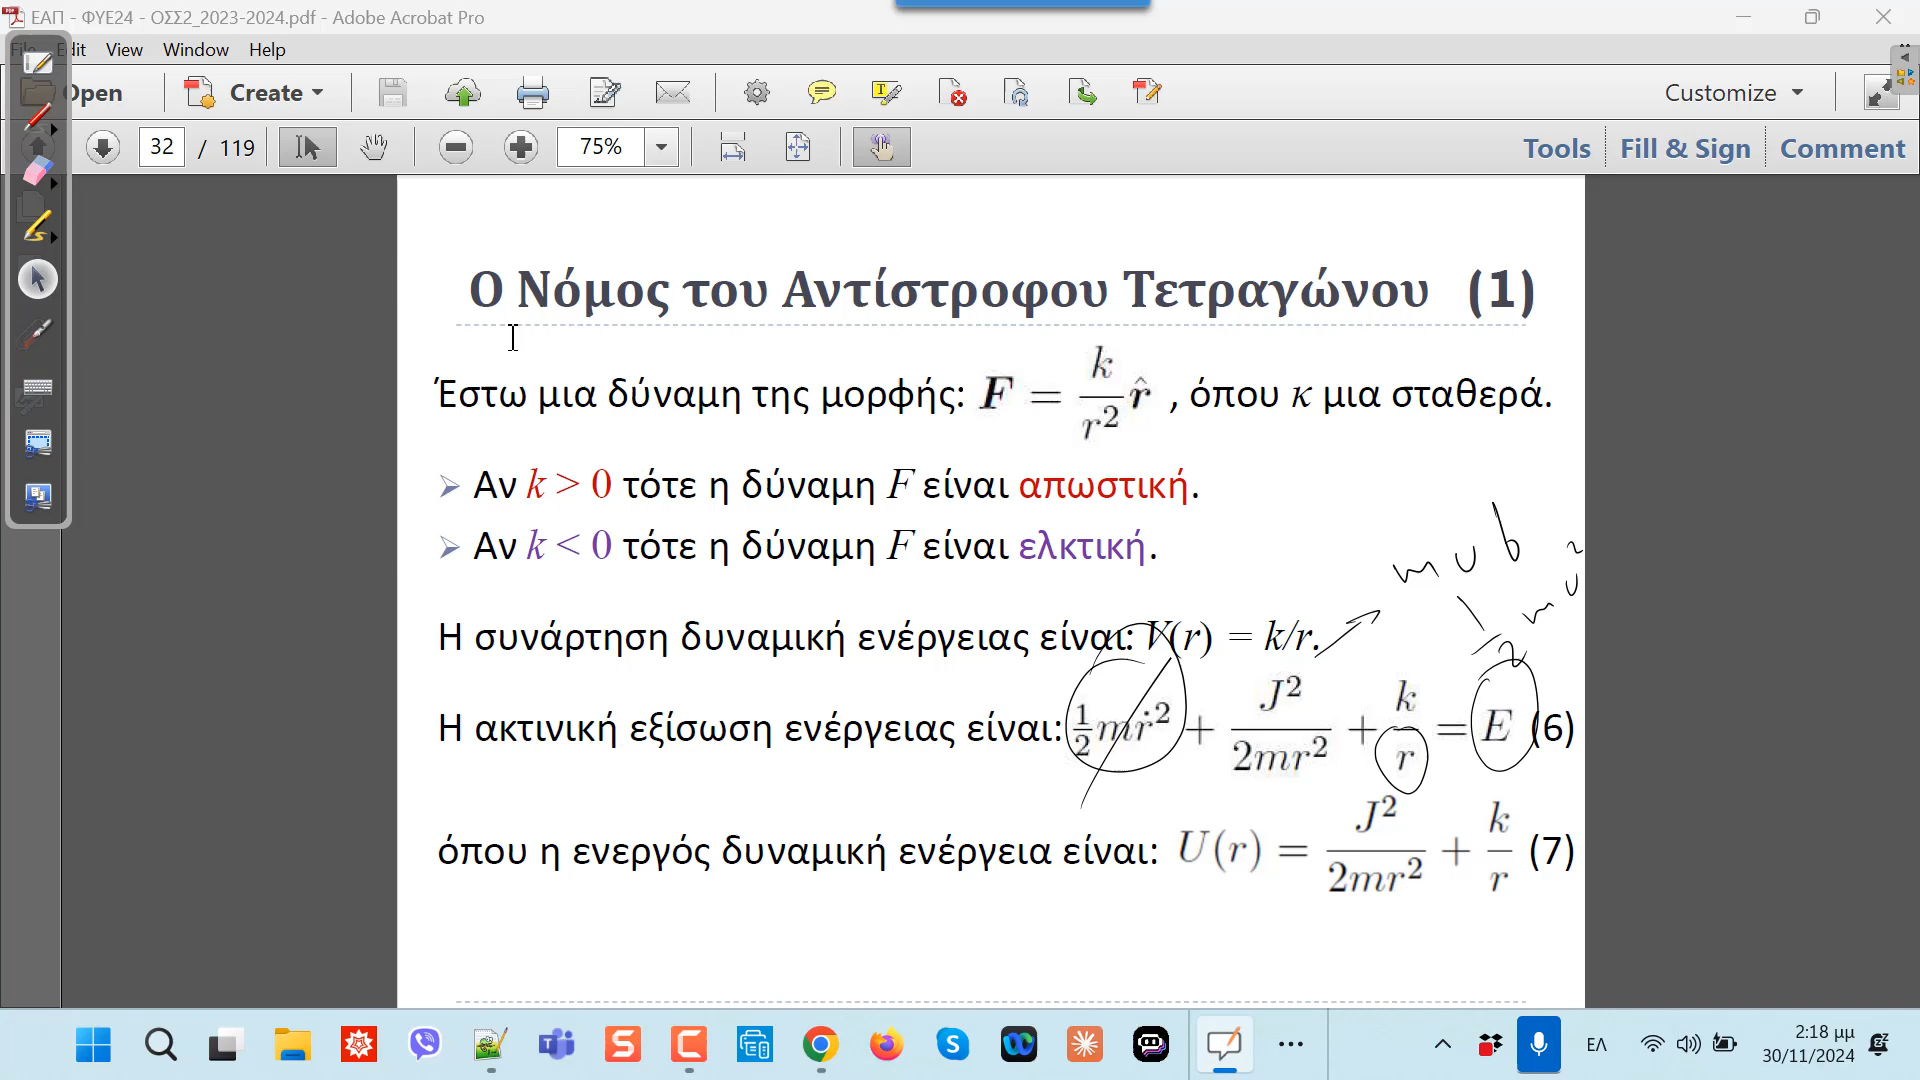 ΕΑΠ - ΦΥΕ24 - ΟΣΣ2_2023-2024.pdf - Adobe Acrobat Pro
File Edit View Window Help
Open Create Customize
32 / 119 75% Tools Fill & Sign Comment
Ο Νόμος του Αντίστροφου Τετραγώνου (1)
Έστω μια δύναμη της μορφής: F = k/r² r̂ , όπου κ μια σταθερά.
Αν k > 0 τότε η δύναμη F είναι απωστική.
Αν k < 0 τότε η δύναμη F είναι ελκτική.
m υ b
½ m υ²
Η συνάρτηση δυναμική ενέργειας είναι: V(r) = k/r.
Η ακτινική εξίσωση ενέργειας είναι: ½mṙ² + J²/2mr² + k/r = E (6)
όπου η ενεργός δυναμική ενέργεια είναι: U(r) = J²/2mr² + k/r (7)
ΕΛ 2:18 μμ
30/11/2024